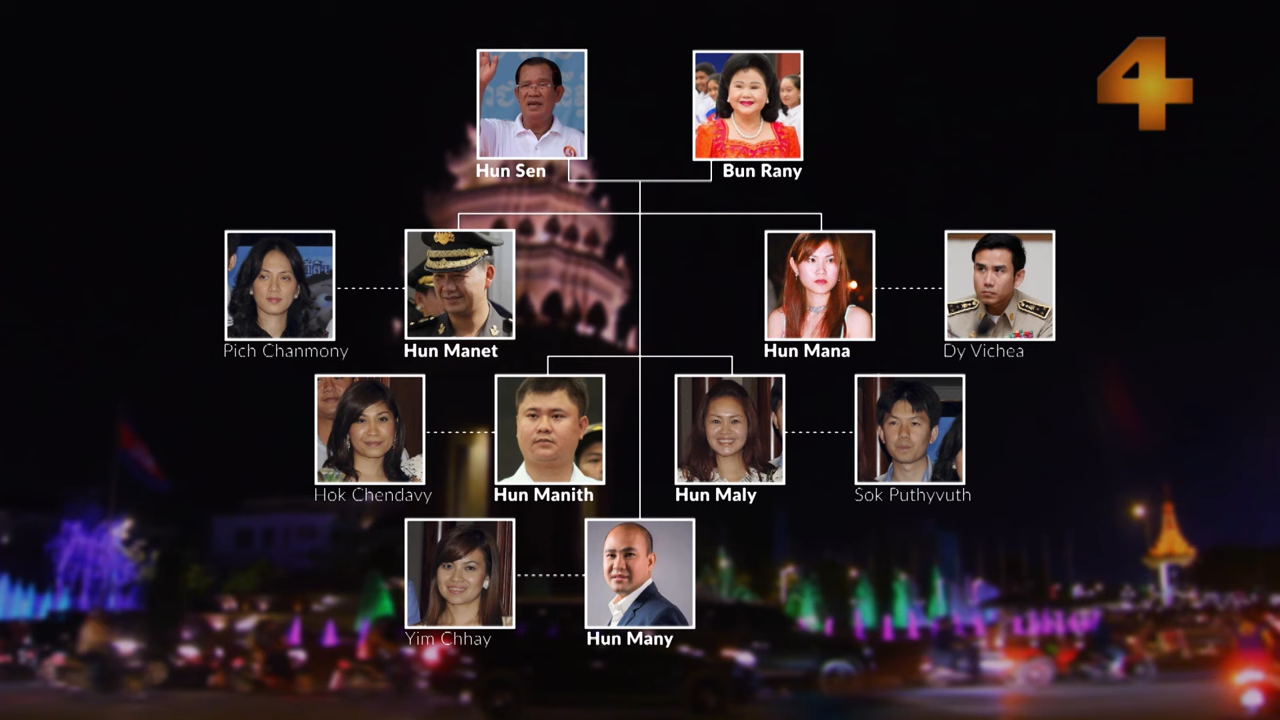 4
Hun Sen
Bun Rany
Pich Chanmony
Hun Manet
Hun Mana
Dy Vichea
Hok Chendavy
Hun Manith
Hun Maly
Sok Puthyvuth
Yim Chhay
Hun Many